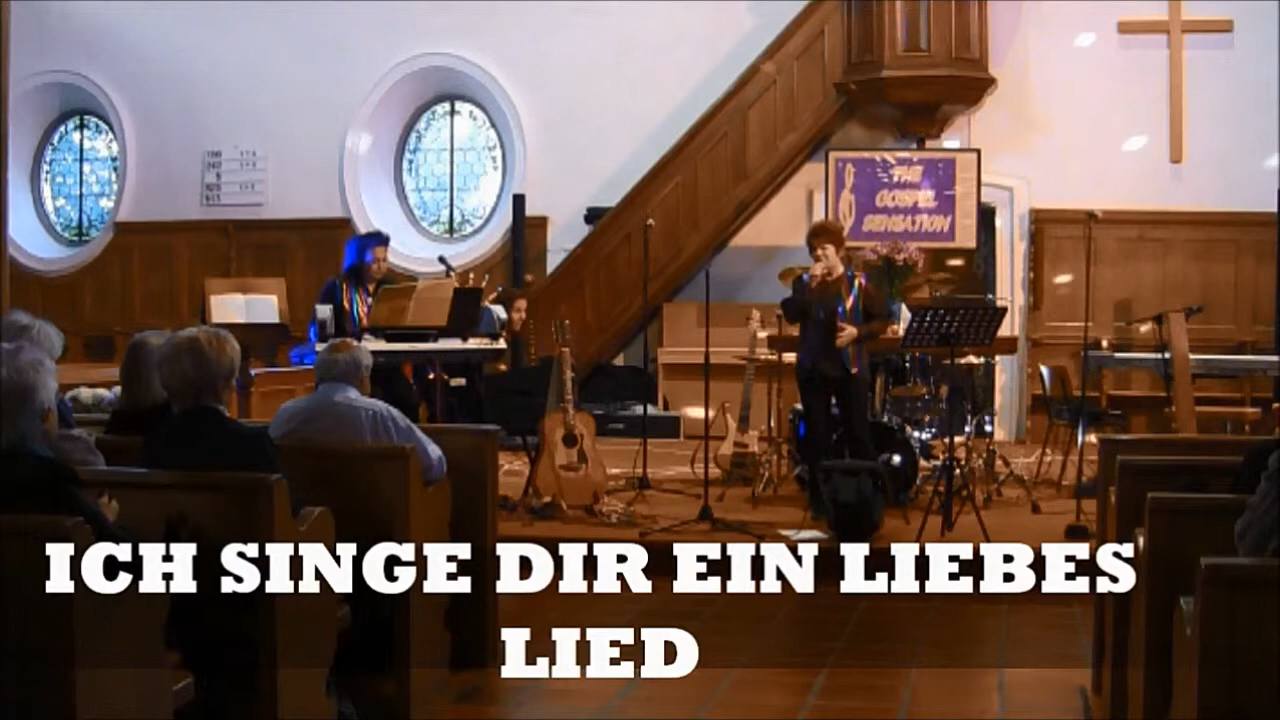 THE
GOSPEL
SENSATION
ICH SINGE DIR EIN LIEBES
LIED